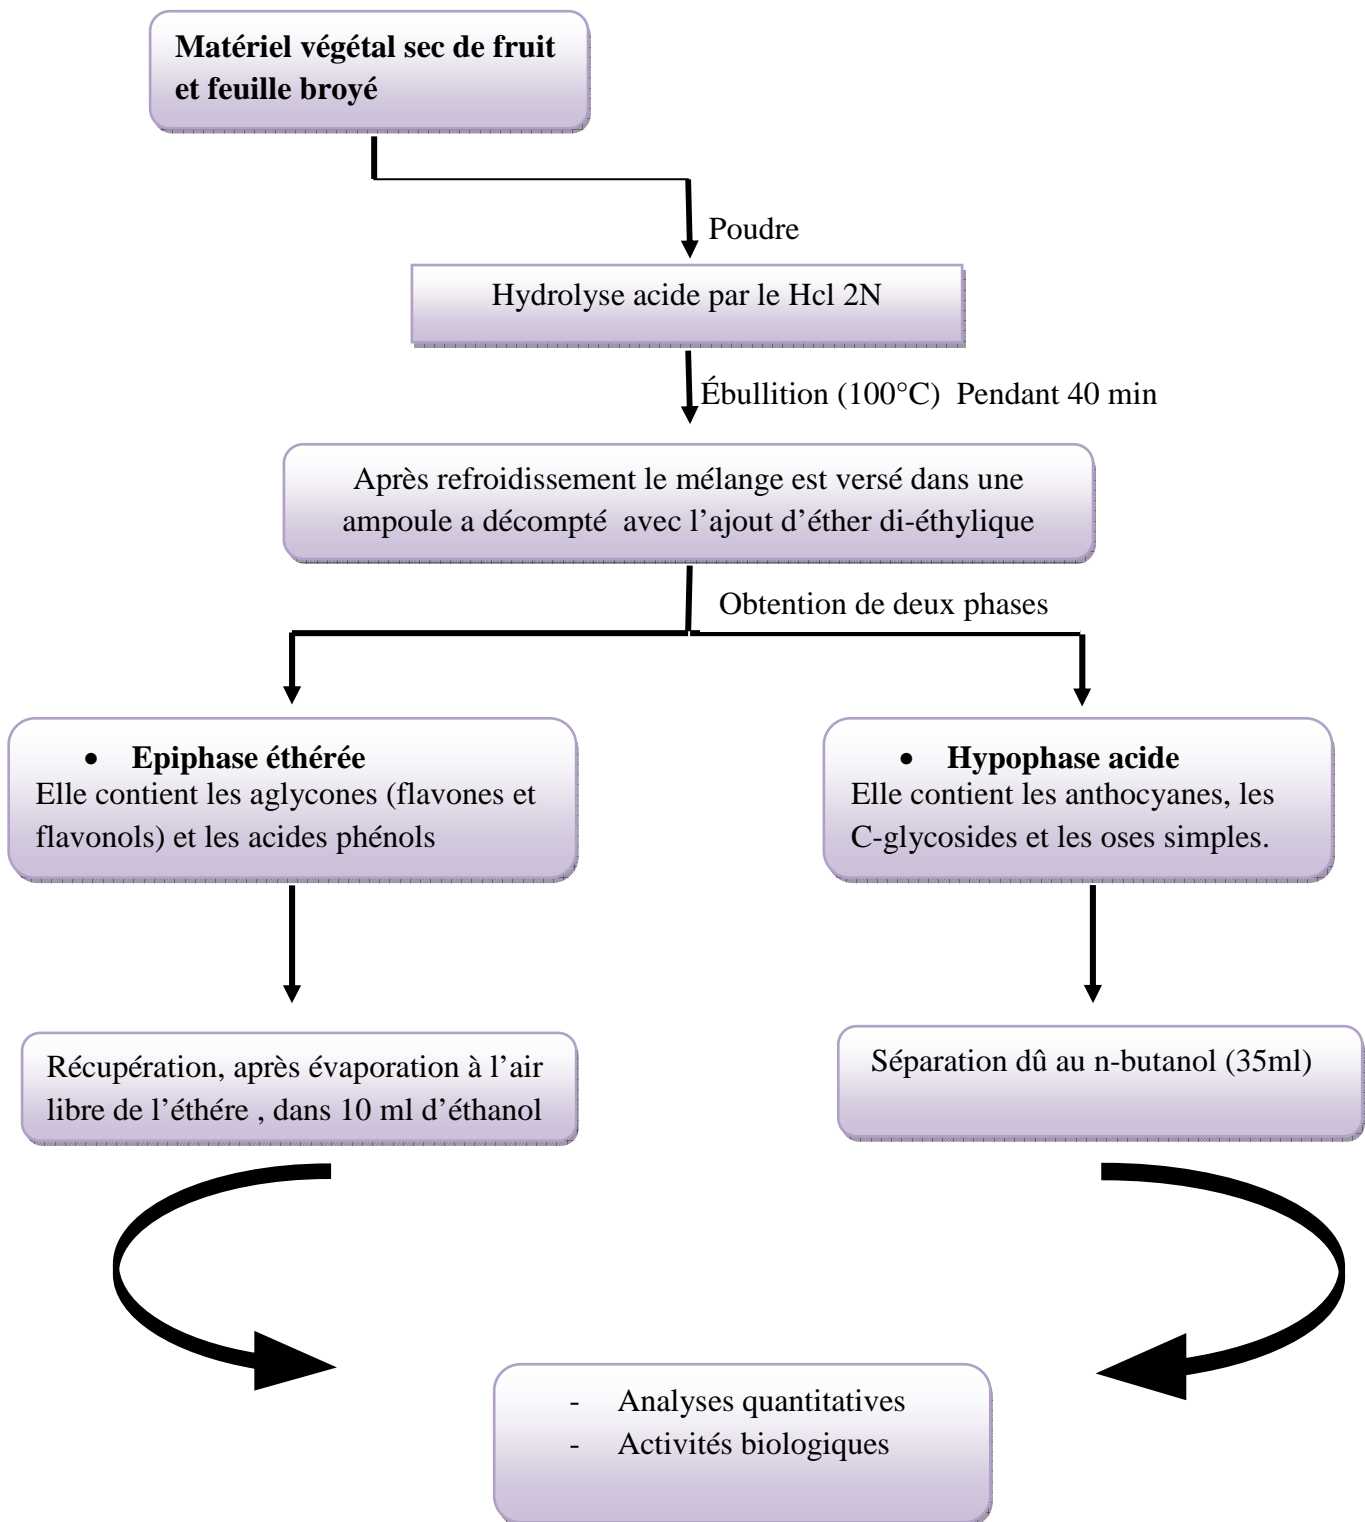 Matériel végétal sec de fruit
et feuille broyé
Poudre
Hydrolyse acide par le Hcl 2N
Ébullition (100°C)  Pendant 40 min
Après refroidissement le mélange est versé dans une
ampoule a décompté  avec l’ajout d’éther di-éthylique
Obtention de deux phases
• Epiphase éthérée
Elle contient les aglycones (flavones et
flavonols) et les acides phénols
• Hypophase acide
Elle contient les anthocyanes, les
C-glycosides et les oses simples.
Récupération, après évaporation à l’air
libre de l’éthére , dans 10 ml d’éthanol
Séparation dû au n-butanol (35ml)
- Analyses quantitatives
- Activités biologiques